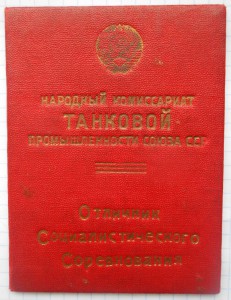 НАРОДНЫЙ КОМИССАРИАТ
ТАНКОВОЙ
ПРОМЫШЛЕННОСТИ СОЮЗА ССР
Отличник
Социалистического
Соревнования